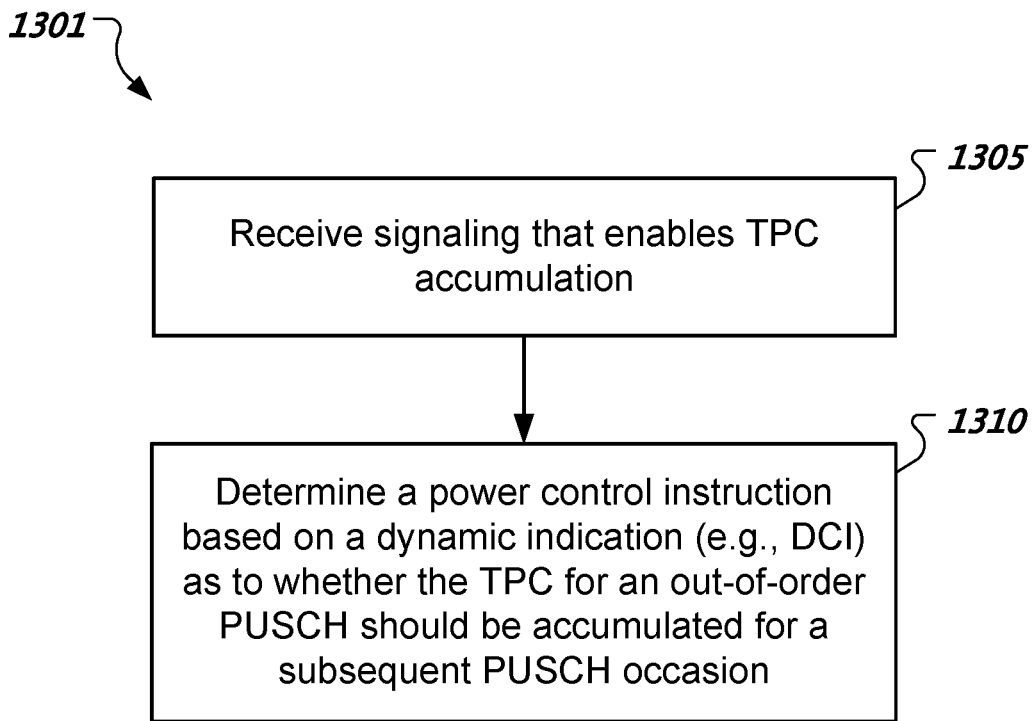 1301
1305
Receive signaling that enables TPC
accumulation
1310
Determine a power control instruction
based on a dynamic indication (e.g., DCI)
as to whether the TPC for an out-of-order
PUSCH should be accumulated for a
subsequent PUSCH occasion